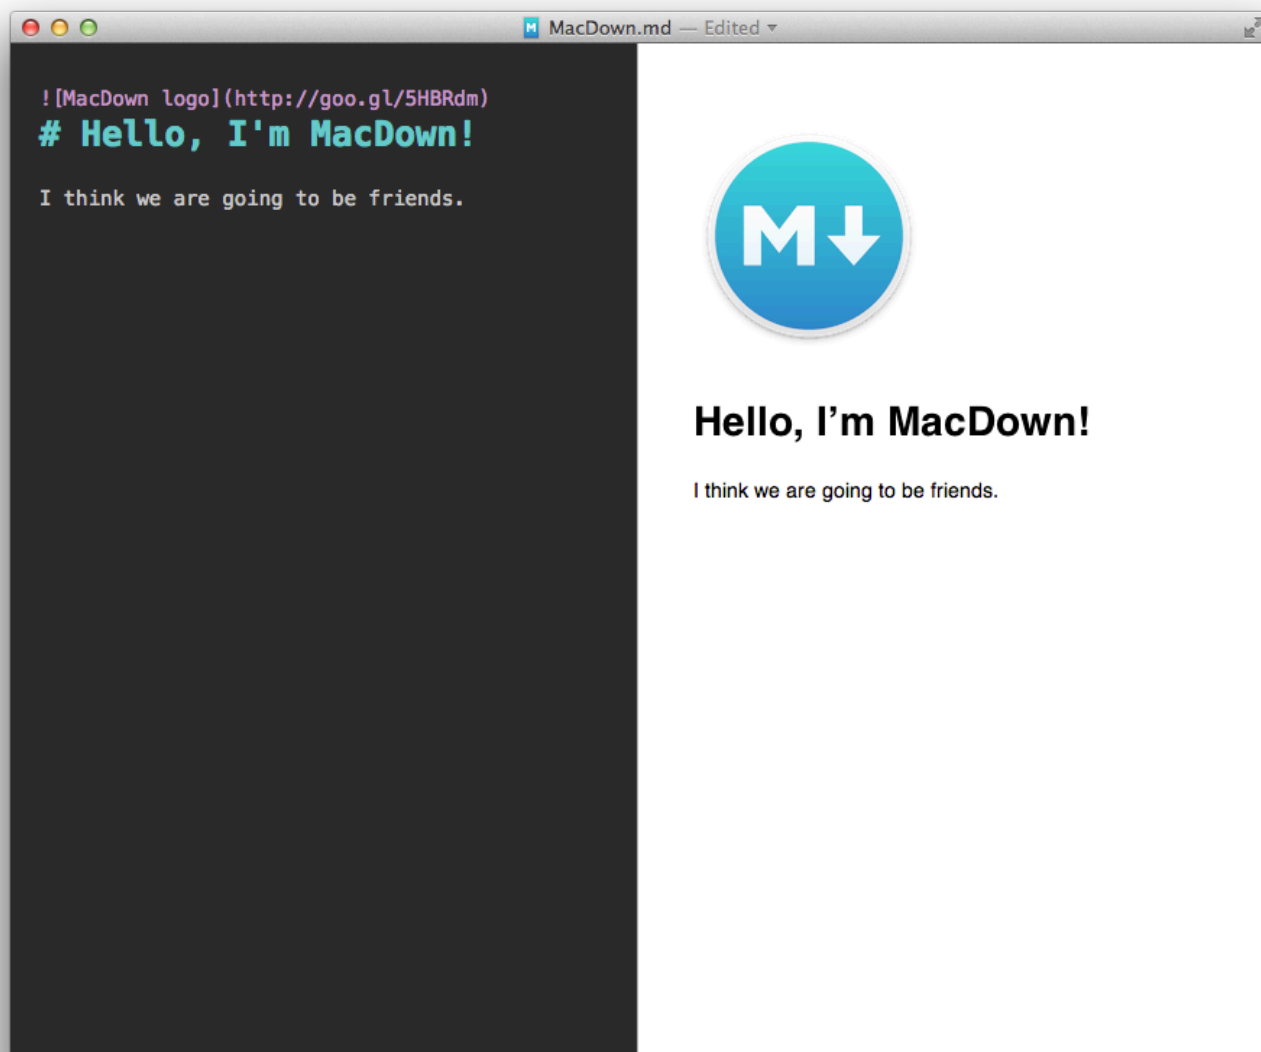 MacDown.md — Edited
![MacDown logo](http://goo.gl/5HBRdm)
# Hello, I'm MacDown!
I think we are going to be friends.
M
Hello, I’m MacDown!
I think we are going to be friends.